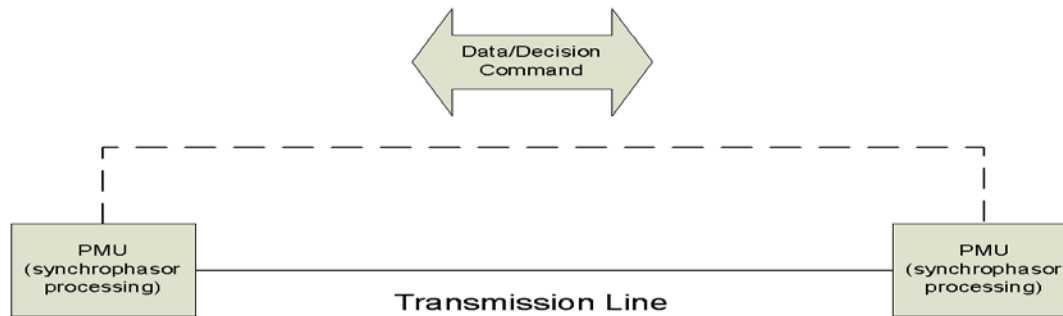 Data/Decision
Command
PMU
(synchrophasor
processing)
PMU
(synchrophasor
processing)
Transmission Line